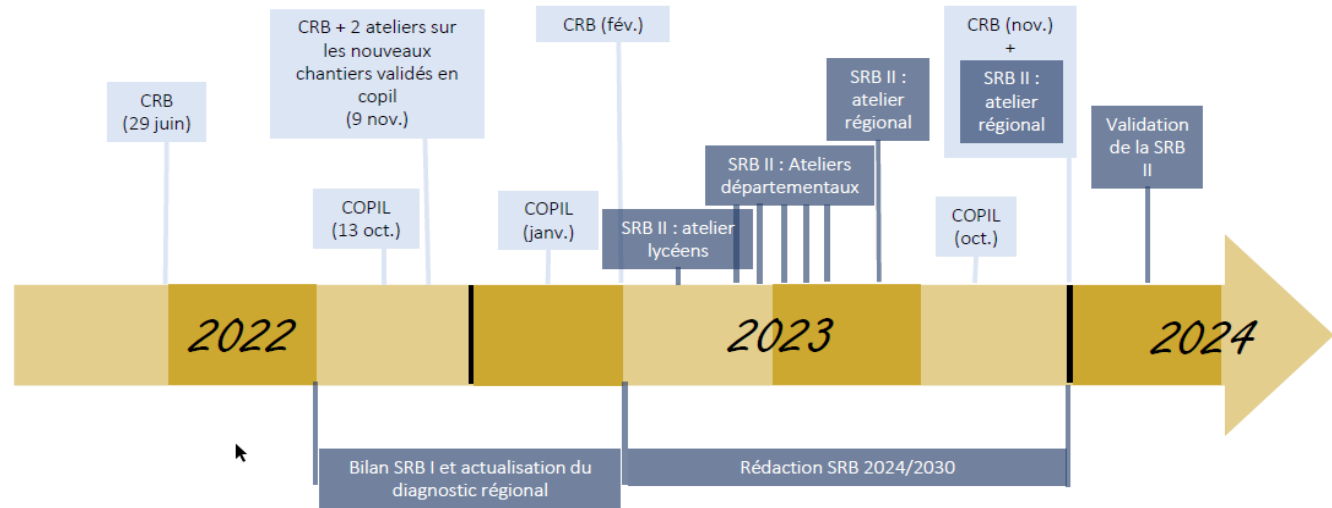 CRB
(29 juin)
CRB + 2 ateliers sur
les nouveaux
chantiers validés en
copil
(9 nov.)
COPIL
(13 oct.)
COPIL
(janv.)
CRB (fév.)
SRB II : atelier
lycéens
SRB II : Ateliers
départementaux
SRB II :
atelier
régional
CRB (nov.)
+
SRB II :
atelier
régional
COPIL
(oct.)
Validation
de la SRB
II
2022
2023
2024
Bilan SRB I et actualisation du
diagnostic régional
Rédaction SRB 2024/2030